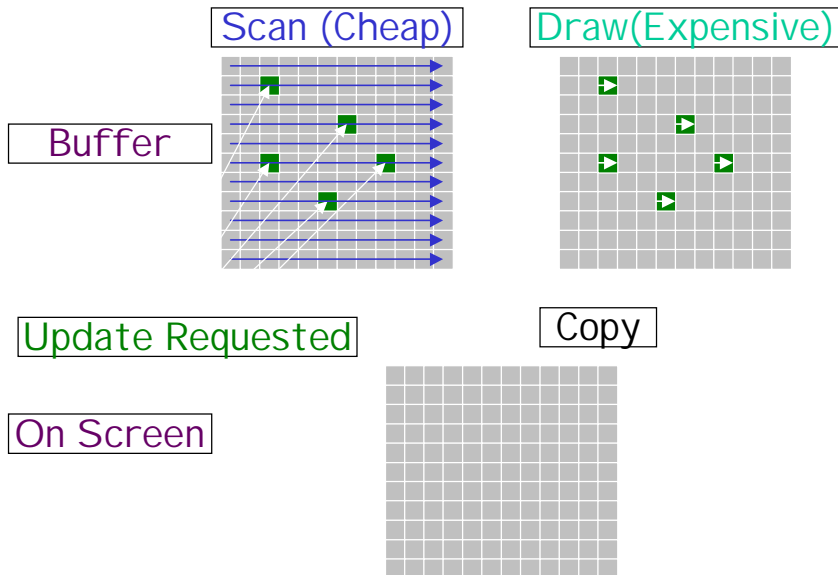 Scan (Cheap)
Draw(Expensive)
Buffer
Update Requested
Copy
On Screen